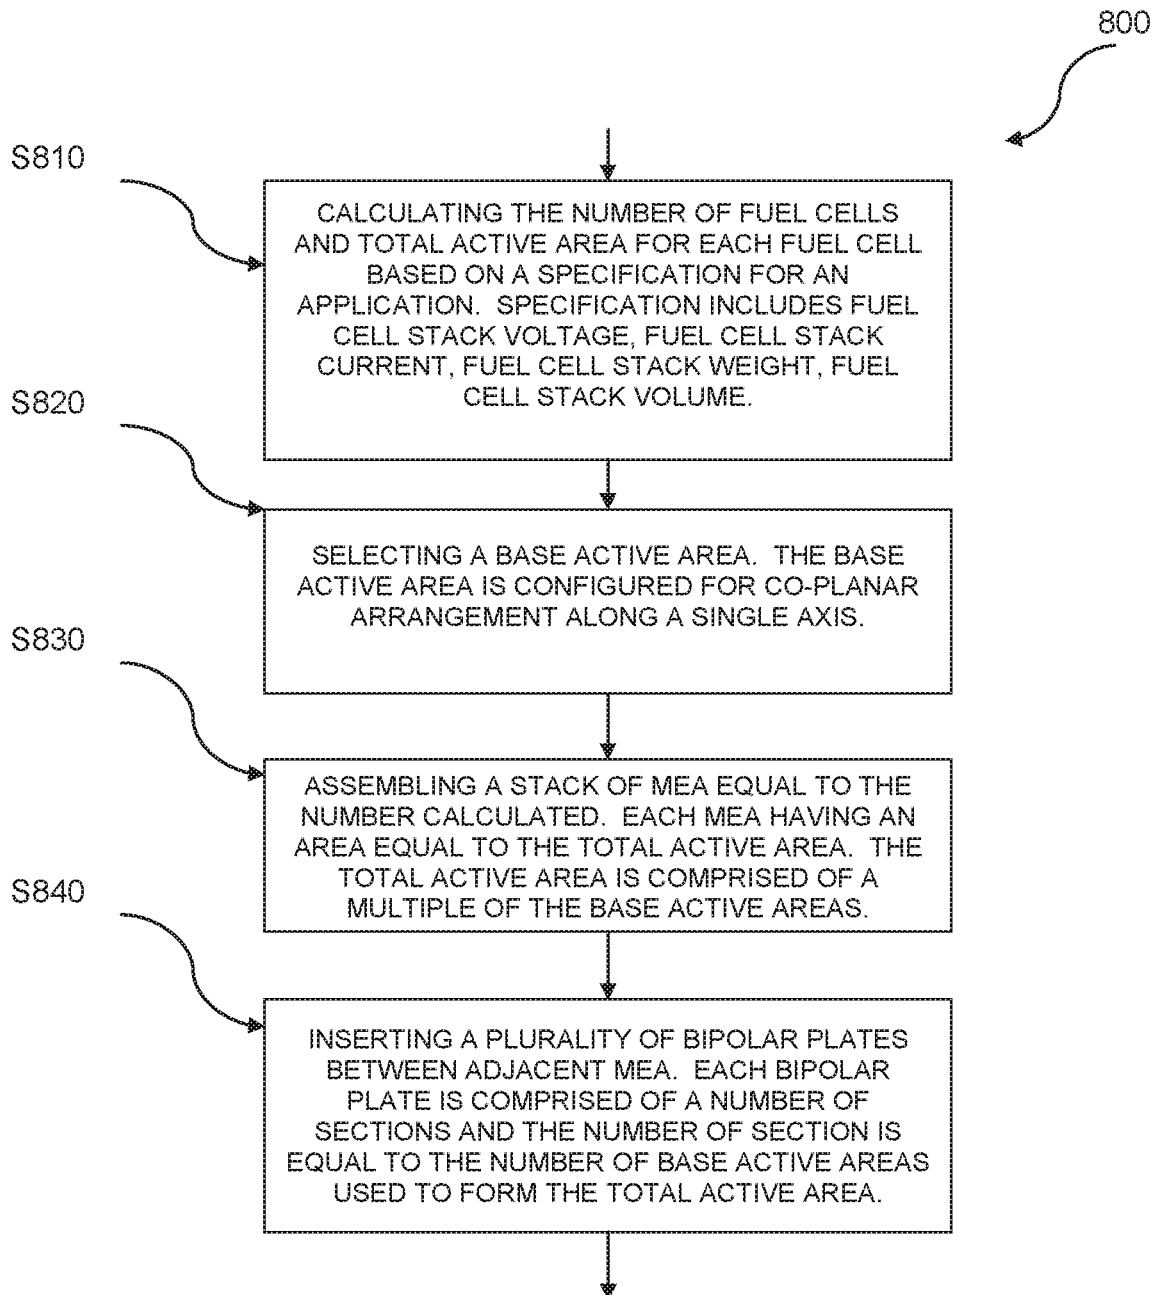 800
S810
CALCULATING THE NUMBER OF FUEL CELLS
AND TOTAL ACTIVE AREA FOR EACH FUEL CELL
BASED ON A SPECIFICATION FOR AN
APPLICATION. SPECIFICATION INCLUDES FUEL
CELL STACK VOLTAGE, FUEL CELL STACK
CURRENT, FUEL CELL STACK WEIGHT, FUEL
CELL STACK VOLUME.
S820
SELECTING A BASE ACTIVE AREA. THE BASE
ACTIVE AREA IS CONFIGURED FOR CO-PLANAR
ARRANGEMENT ALONG A SINGLE AXIS.
S830
ASSEMBLING A STACK OF MEA EQUAL TO THE
NUMBER CALCULATED. EACH MEA HAVING AN
AREA EQUAL TO THE TOTAL ACTIVE AREA. THE
TOTAL ACTIVE AREA IS COMPRISED OF A
MULTIPLE OF THE BASE ACTIVE AREAS.
S840
INSERTING A PLURALITY OF BIPOLAR PLATES
BETWEEN ADJACENT MEA. EACH BIPOLAR
PLATE IS COMPRISED OF A NUMBER OF
SECTIONS AND THE NUMBER OF SECTION IS
EQUAL TO THE NUMBER OF BASE ACTIVE AREAS
USED TO FORM THE TOTAL ACTIVE AREA.